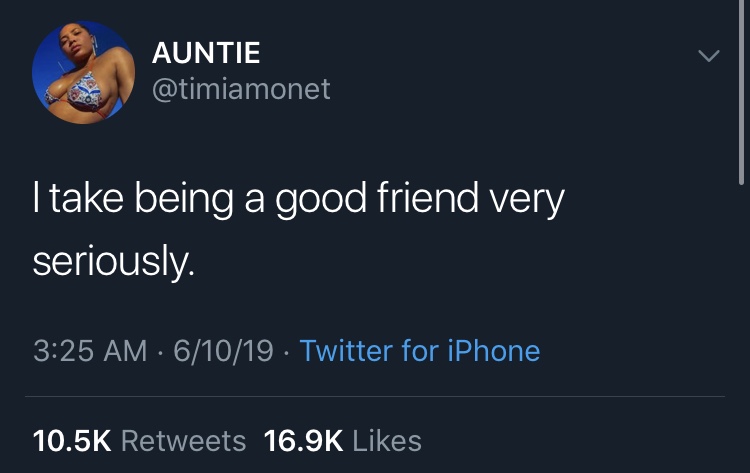 AUNTIE
@timiamonet
I take being a good friend very
seriously.
3:25 AM · 6/10/19 · Twitter for iPhone
10.5K Retweets 16.9K Likes